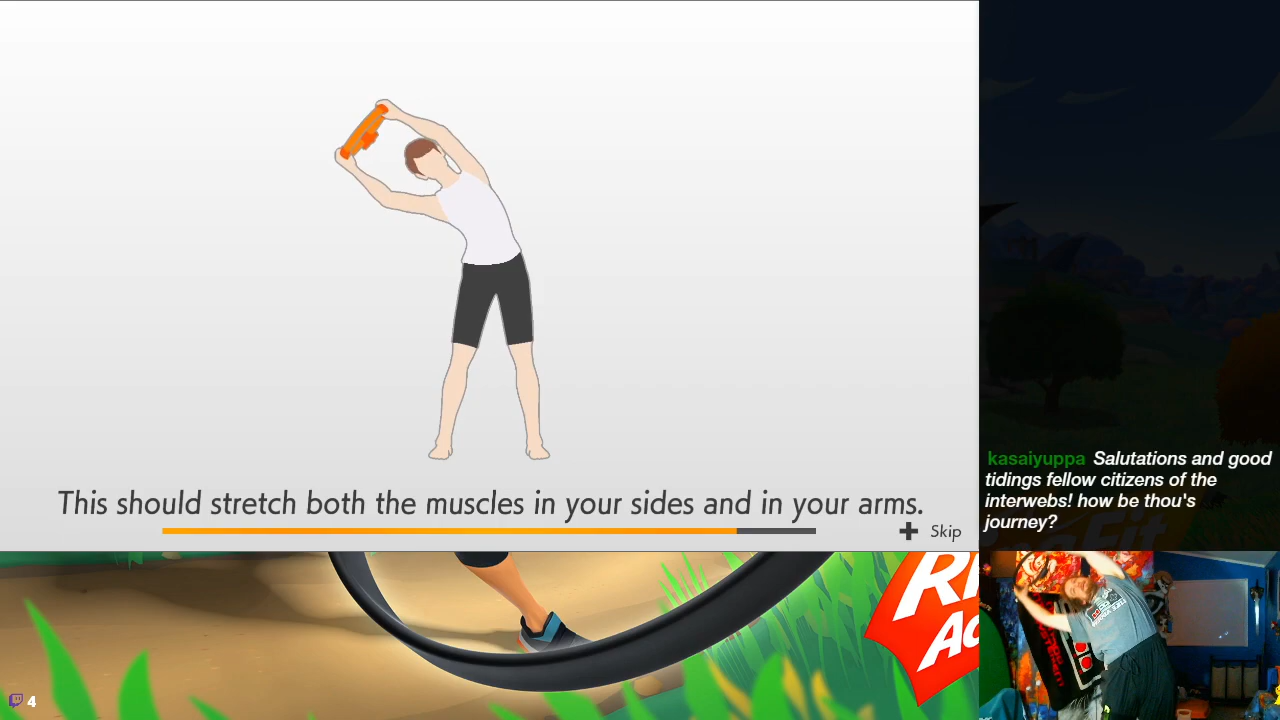 This should stretch both the muscles in your sides and in your arms.
Skip
kasaiyuppa Salutations and good
tidings fellow citizens of the
interwebs! how be thou's
journey?
4